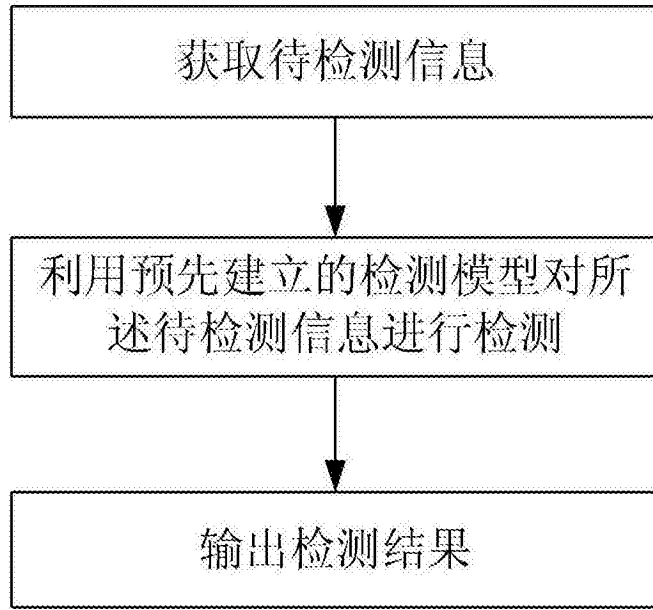 获取待检测信息
利用预先建立的检测模型对所
述待检测信息进行检测
输出检测结果